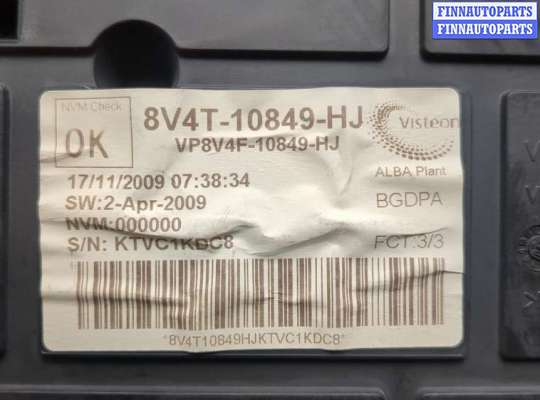 FINNAUTOPARTS
FINNAUTOPARTS
NVM Check
OK
8V4T-10849-HJ
VP8V4F-10849-HJ
Visteon
ALBA Plant
17/11/2009 07:38:34
SW:2-Apr-2009
BGDPA
NVM:000000
S/N: KTVC1KDC8
FCT:3/3
*8V4T10849HJKTVC1KDC8*